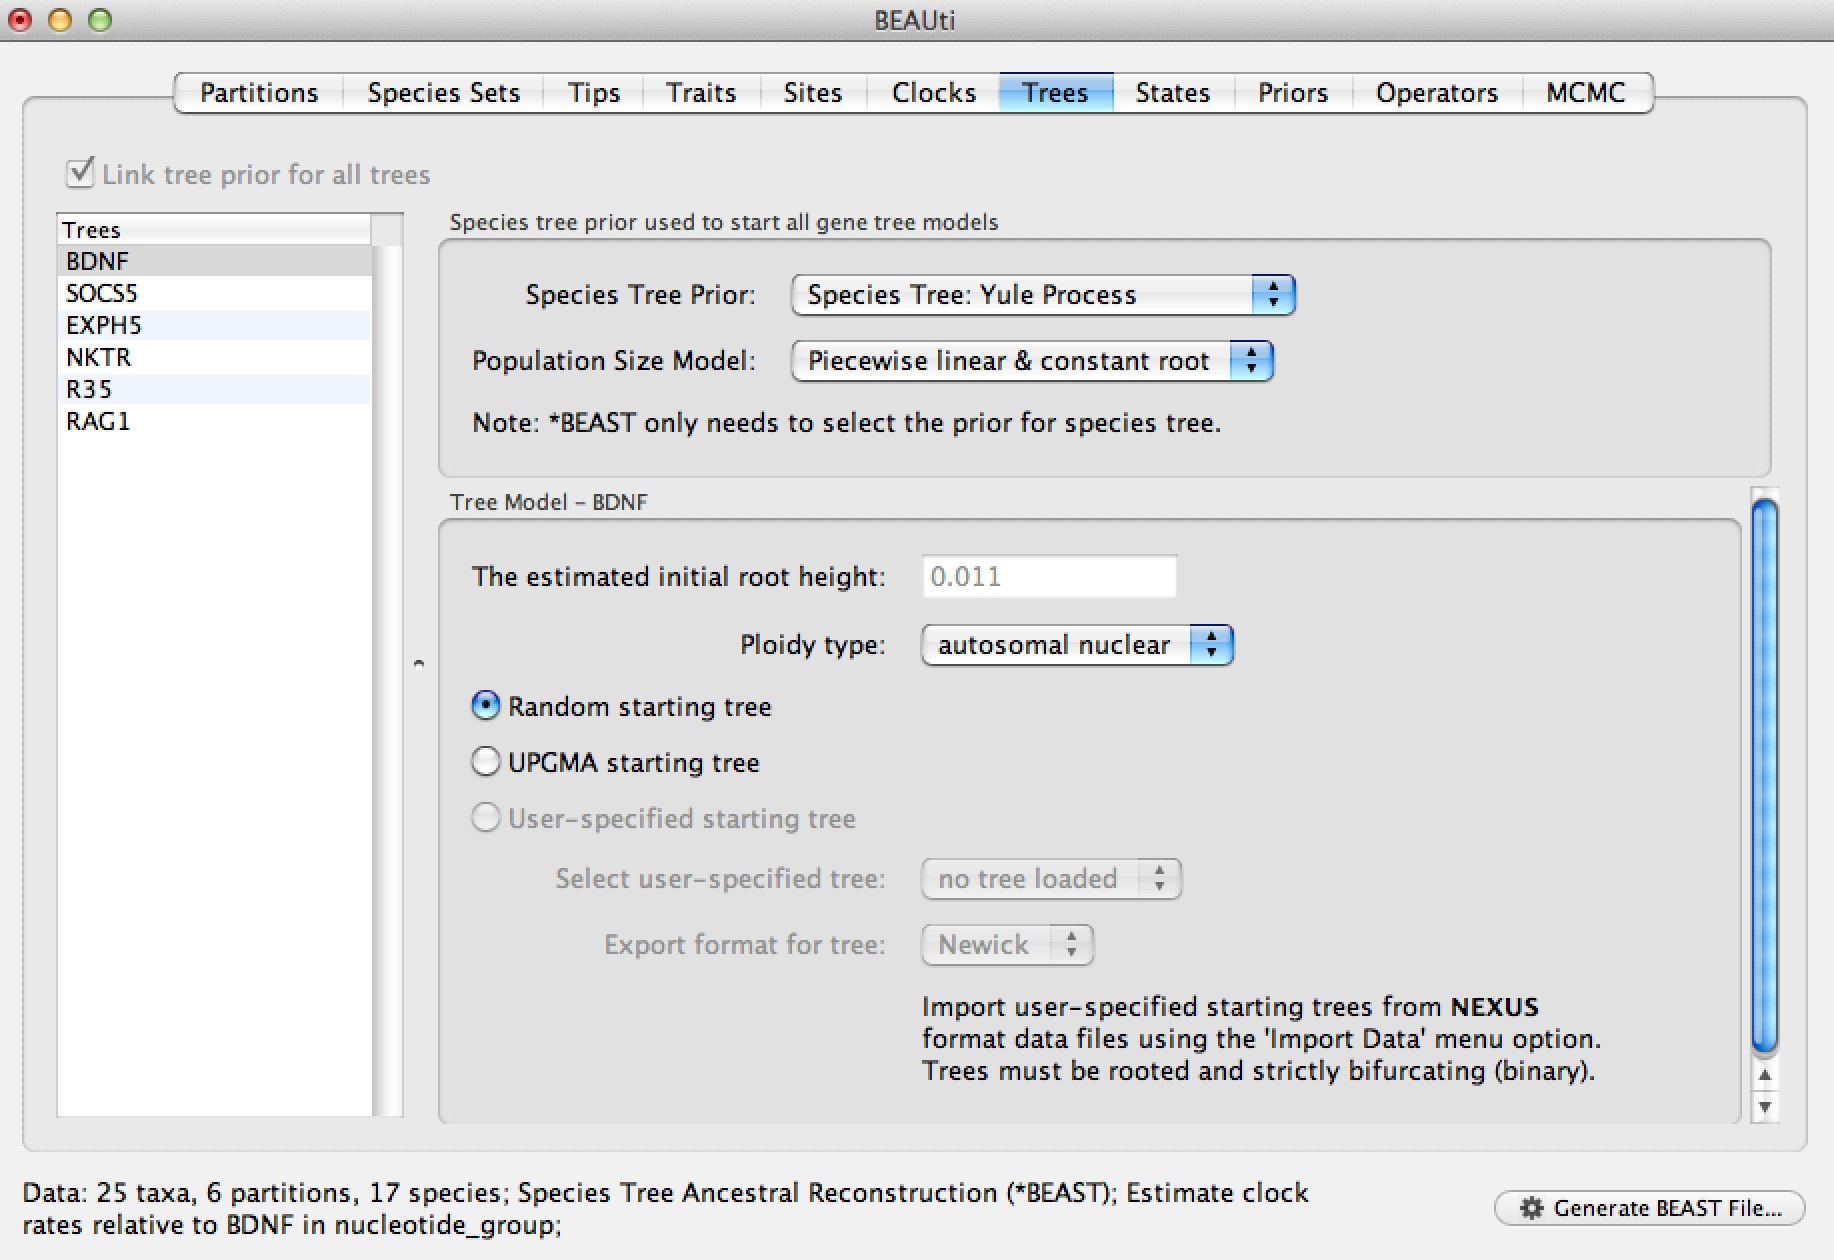 BEAUti
Partitions Species Sets Tips Traits Sites Clocks Trees States Priors Operators MCMC
Link tree prior for all trees
Trees
BDNF
SOCS5
EXPH5
NKTR
R35
RAG1
Species tree prior used to start all gene tree models
Species Tree Prior: Species Tree: Yule Process
Population Size Model: Piecewise linear & constant root
Note: *BEAST only needs to select the prior for species tree.
Tree Model - BDNF
The estimated initial root height: 0.011
Ploidy type: autosomal nuclear
Random starting tree
UPGMA starting tree
User-specified starting tree
Select user-specified tree: no tree loaded
Export format for tree: Newick
Import user-specified starting trees from NEXUS
format data files using the 'Import Data' menu option.
Trees must be rooted and strictly bifurcating (binary).
Data: 25 taxa, 6 partitions, 17 species; Species Tree Ancestral Reconstruction (*BEAST); Estimate clock
rates relative to BDNF in nucleotide_group;
Generate BEAST File...